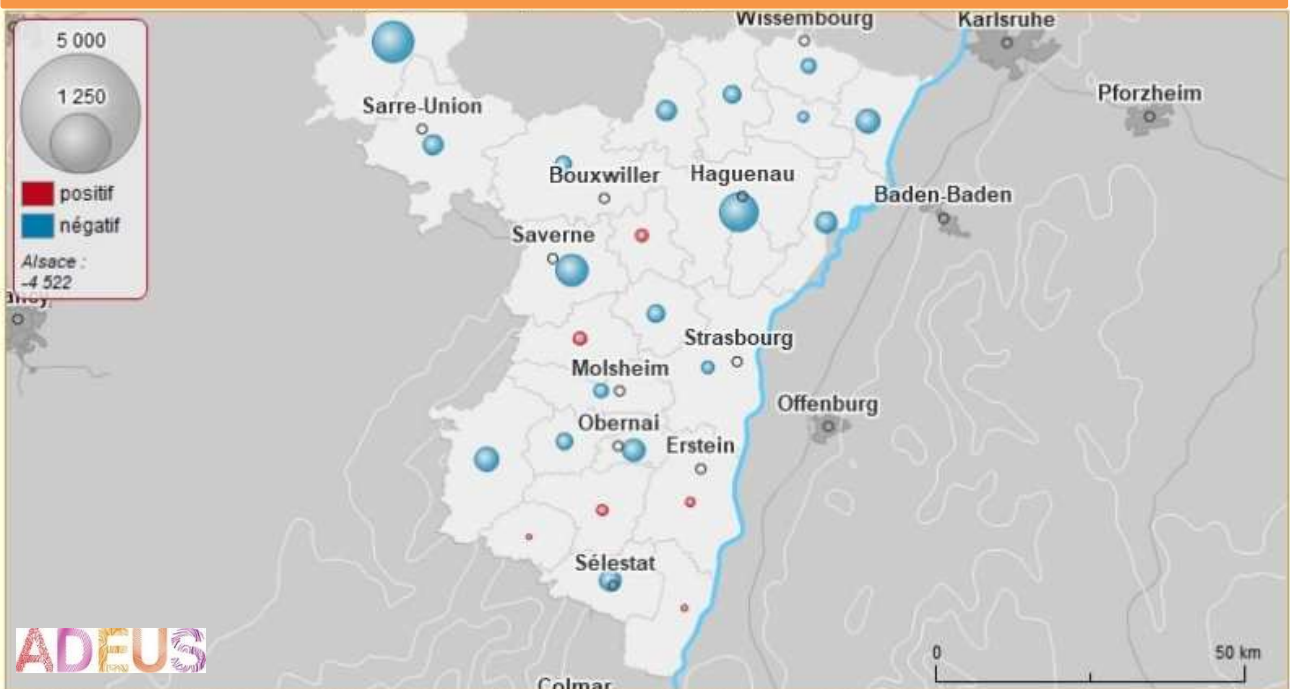 Wissembourg
Karlsruhe
5 000
1 250
positif
négatif
Alsace :
-4 522
Sarre-Union
Pforzheim
Bouxwiller
Haguenau
Baden-Baden
Saverne
Strasbourg
Molsheim
Offenburg
Obernai
Erstein
Sélestat
ADEUS
0
50 km
Colmar